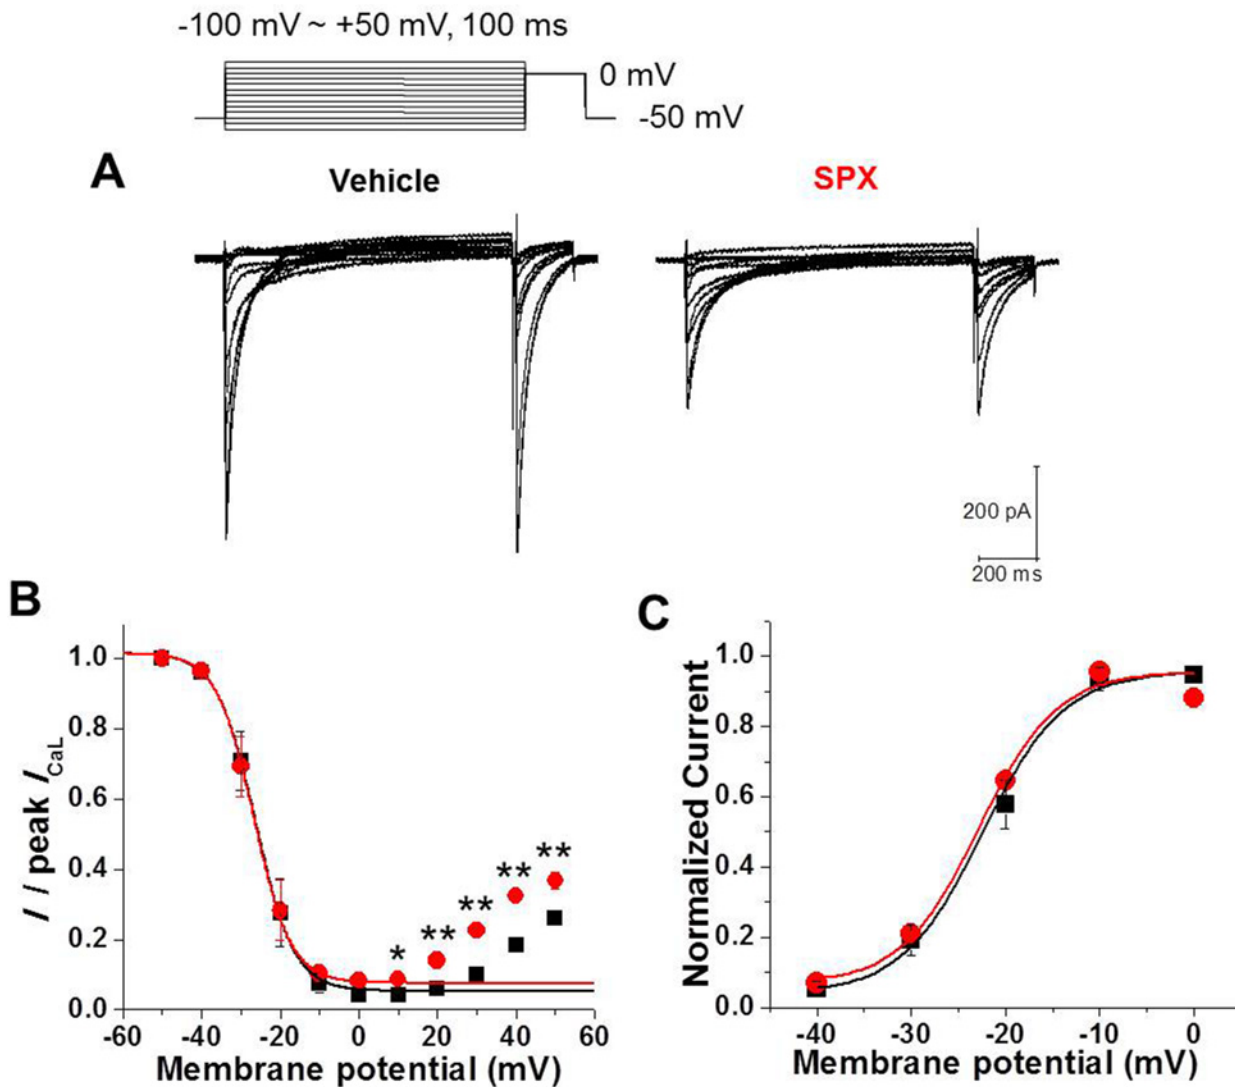 -100 mV ~ +50 mV, 100 ms
0 mV
-50 mV
A
Vehicle
SPX
200 pA
200 ms
B
I / peak I CaL
1.0
0.8
0.6
0.4
0.2
0.0
*
**
**
**
**
-60 -40 -20 0 20 40 60
Membrane potential (mV)
C
Normalized Current
1.0
0.8
0.6
0.4
0.2
0.0
-40 -30 -20 -10 0
Membrane potential (mV)